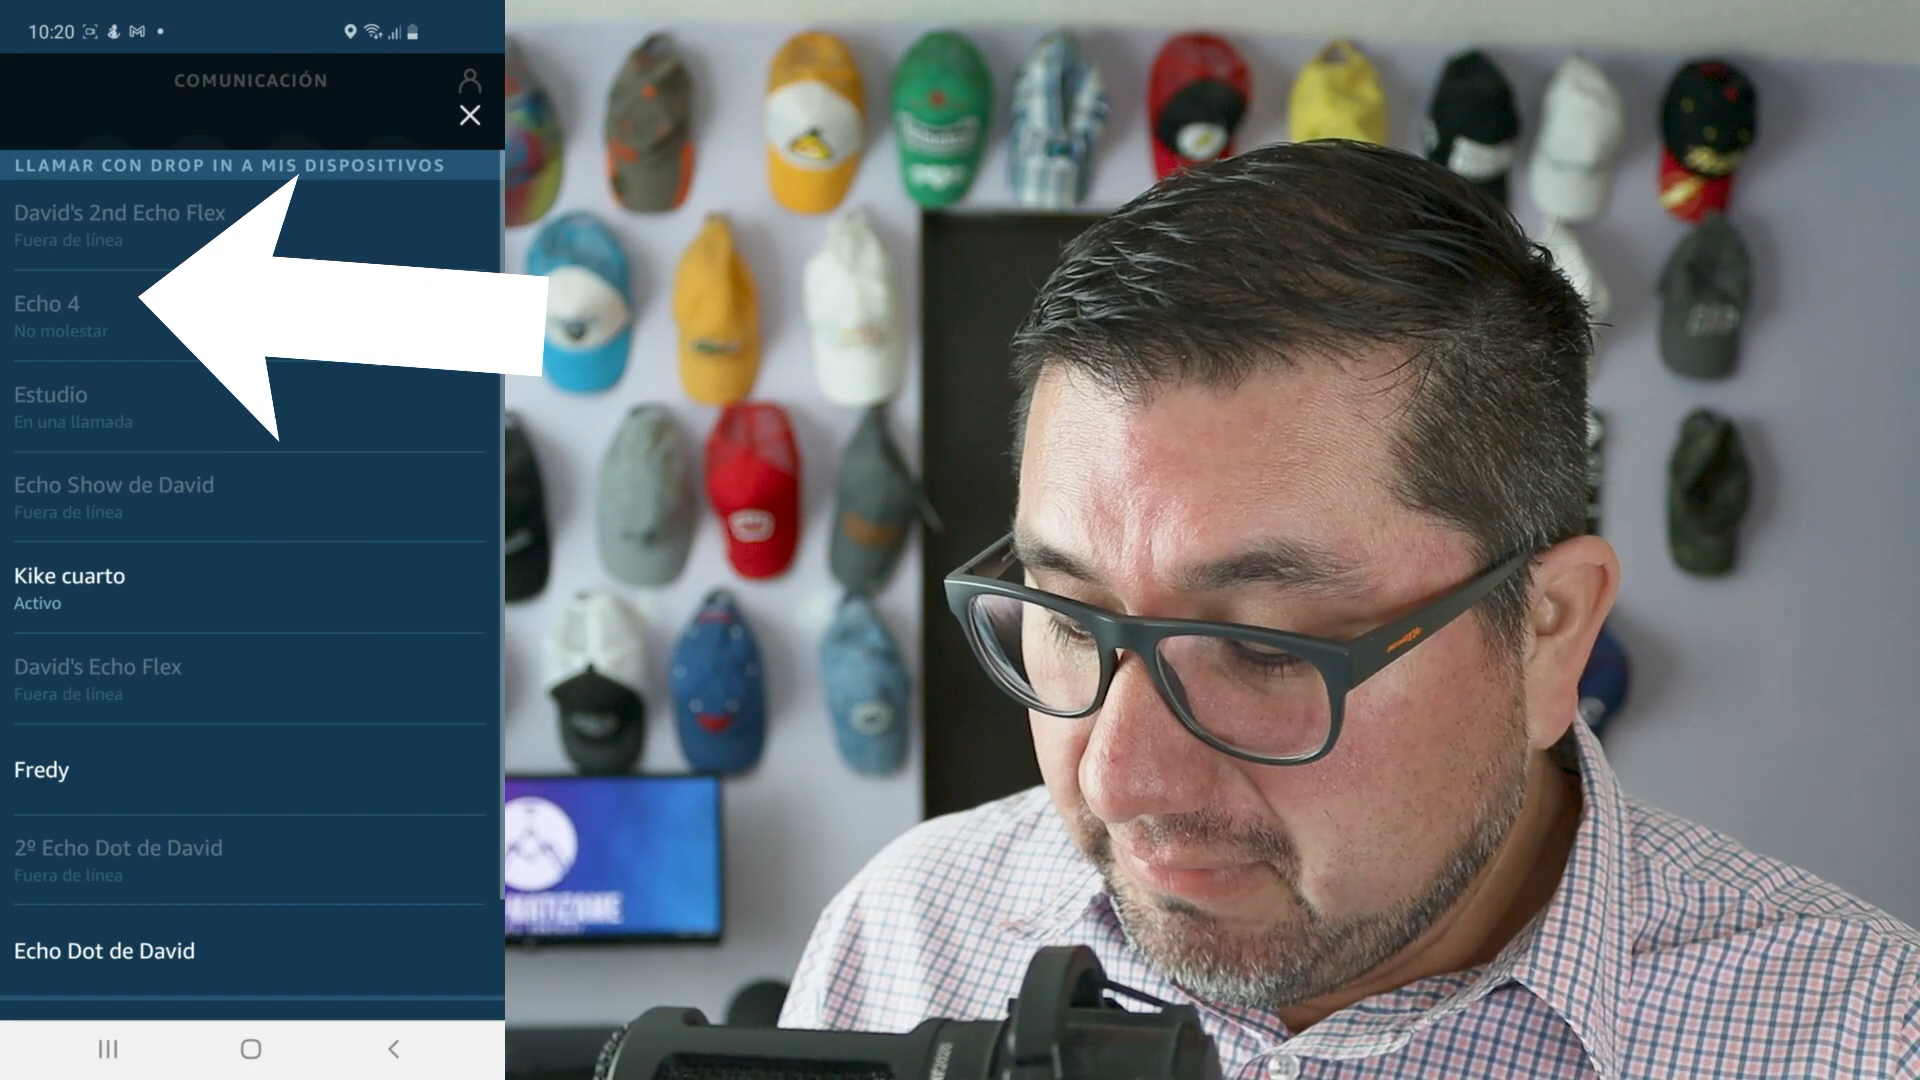 10:20
COMUNICACIÓN
LLAMAR CON DROP IN A MIS DISPOSITIVOS
David's 2nd Echo Flex
Fuera de línea
Echo 4
No molestar
Estudio
En una llamada
Echo Show de David
Fuera de línea
Kike cuarto
Activo
David's Echo Flex
Fuera de línea
Fredy
2º Echo Dot de David
Fuera de línea
Echo Dot de David